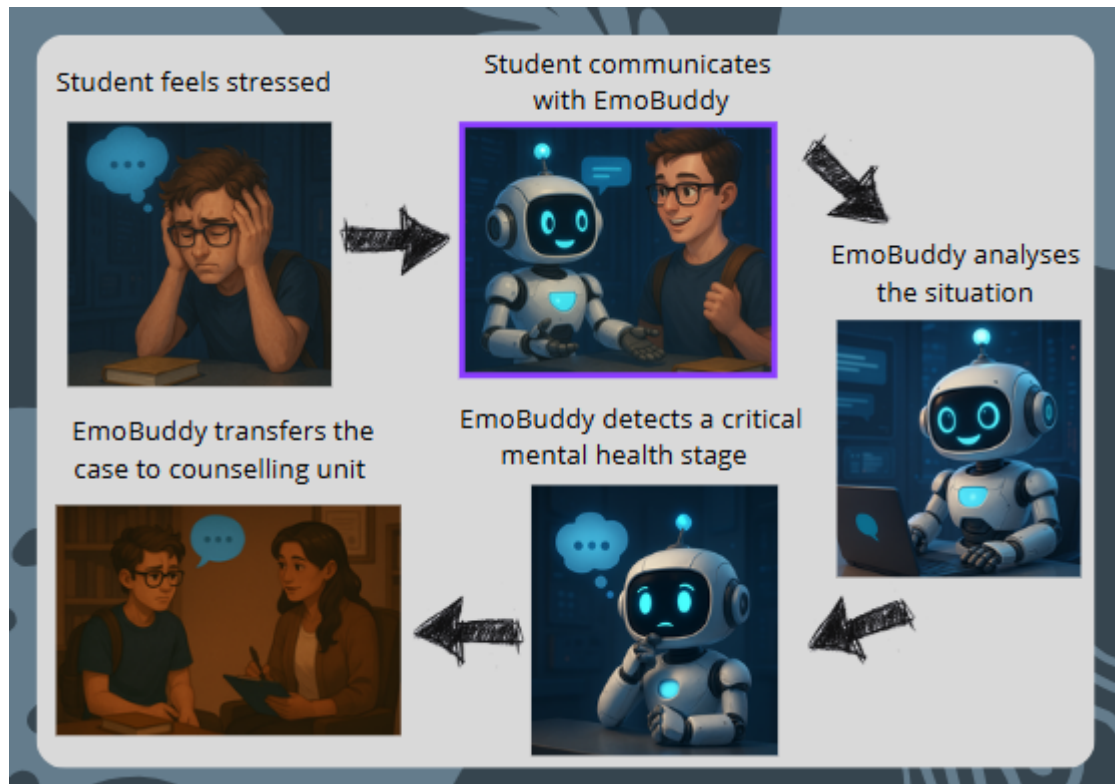 Student feels stressed
Student communicates
with EmoBuddy
EmoBuddy analyses
the situation
EmoBuddy detects a critical
mental health stage
EmoBuddy transfers the
case to counselling unit